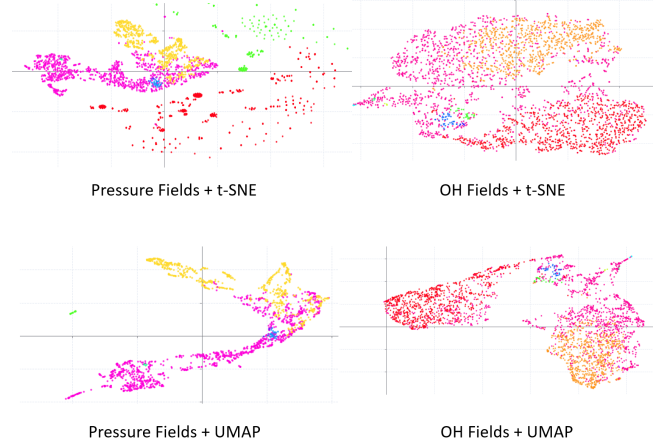 Pressure Fields + t-SNE
OH Fields + t-SNE
Pressure Fields + UMAP
OH Fields + UMAP